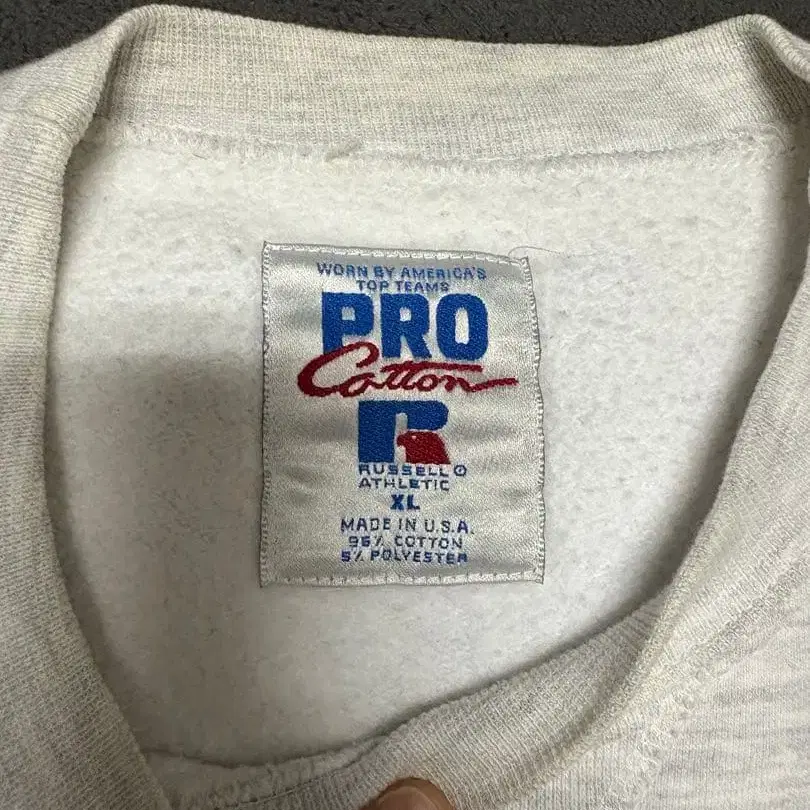 WORN BY AMERICA'S
TOP TEAMS
PRO
Cotton
R
RUSSELL®
ATHLETIC
XL
MADE IN U.S.A.
95% COTTON
5% POLYESTER